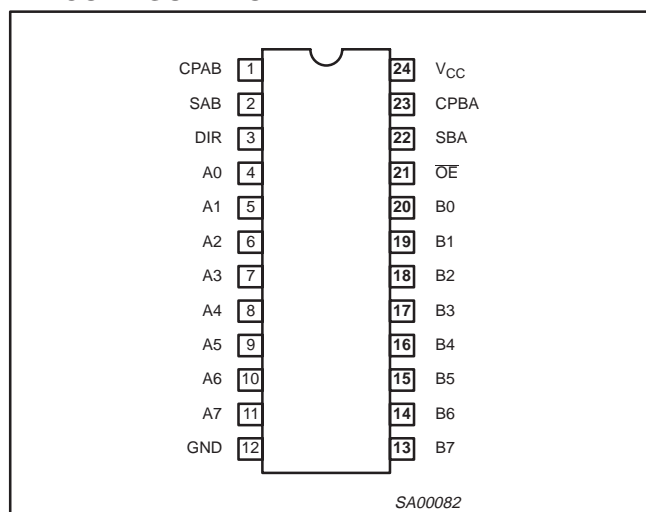 CPAB 1 24 VCC
SAB 2 23 CPBA
DIR 3 22 SBA
A0 4 21 OE
A1 5 20 B0
A2 6 19 B1
A3 7 18 B2
A4 8 17 B3
A5 9 16 B4
A6 10 15 B5
A7 11 14 B6
GND 12 13 B7
SA00082